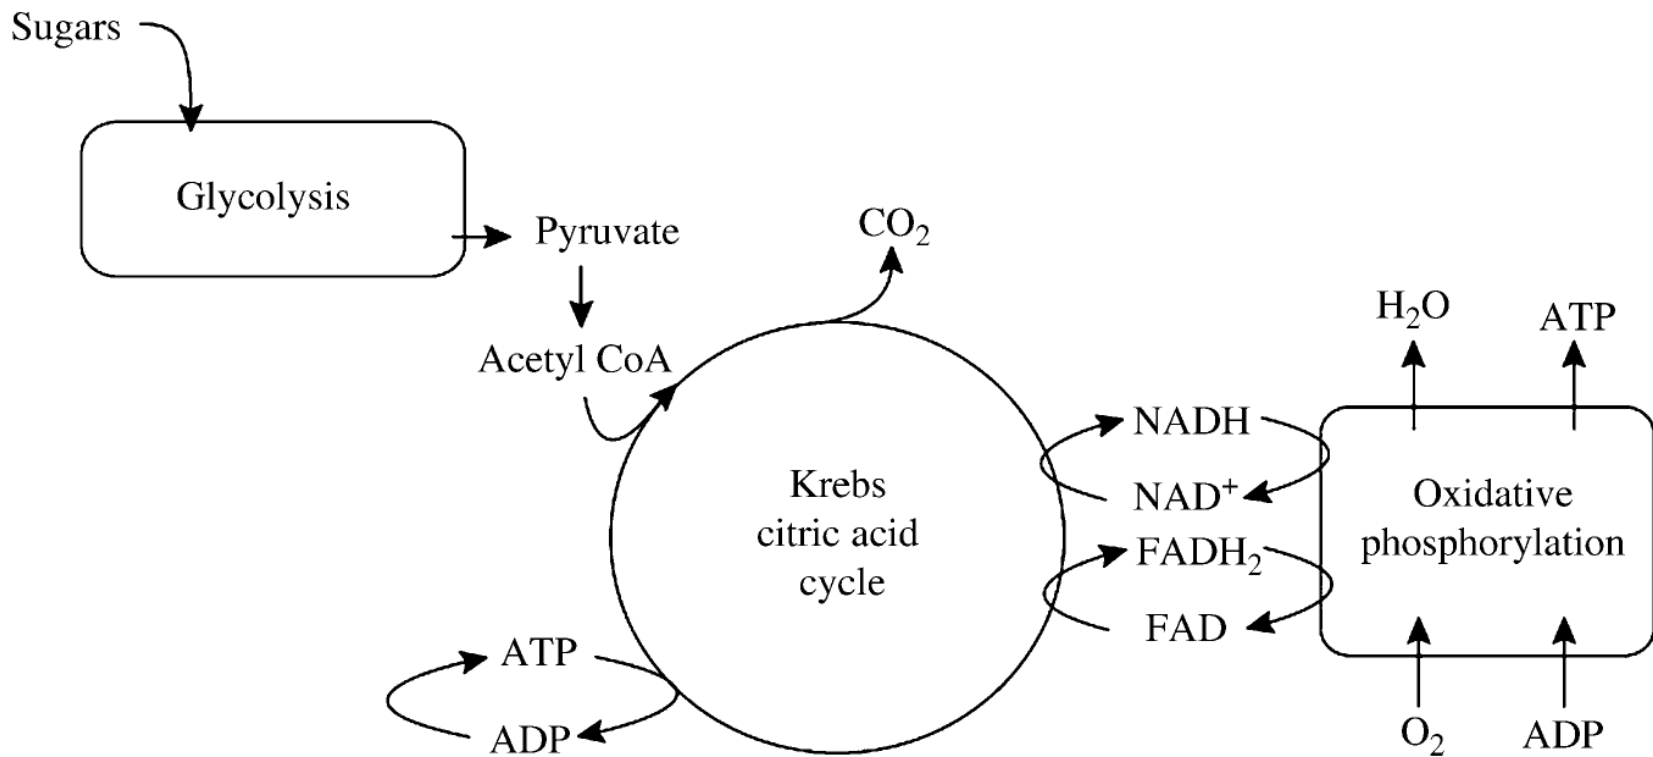 Sugars
Glycolysis
Pyruvate
CO₂
Acetyl CoA
Krebs
citric acid
cycle
ATP
ADP
NADH
NAD⁺
FADH₂
FAD
H₂O
ATP
Oxidative
phosphorylation
O₂
ADP